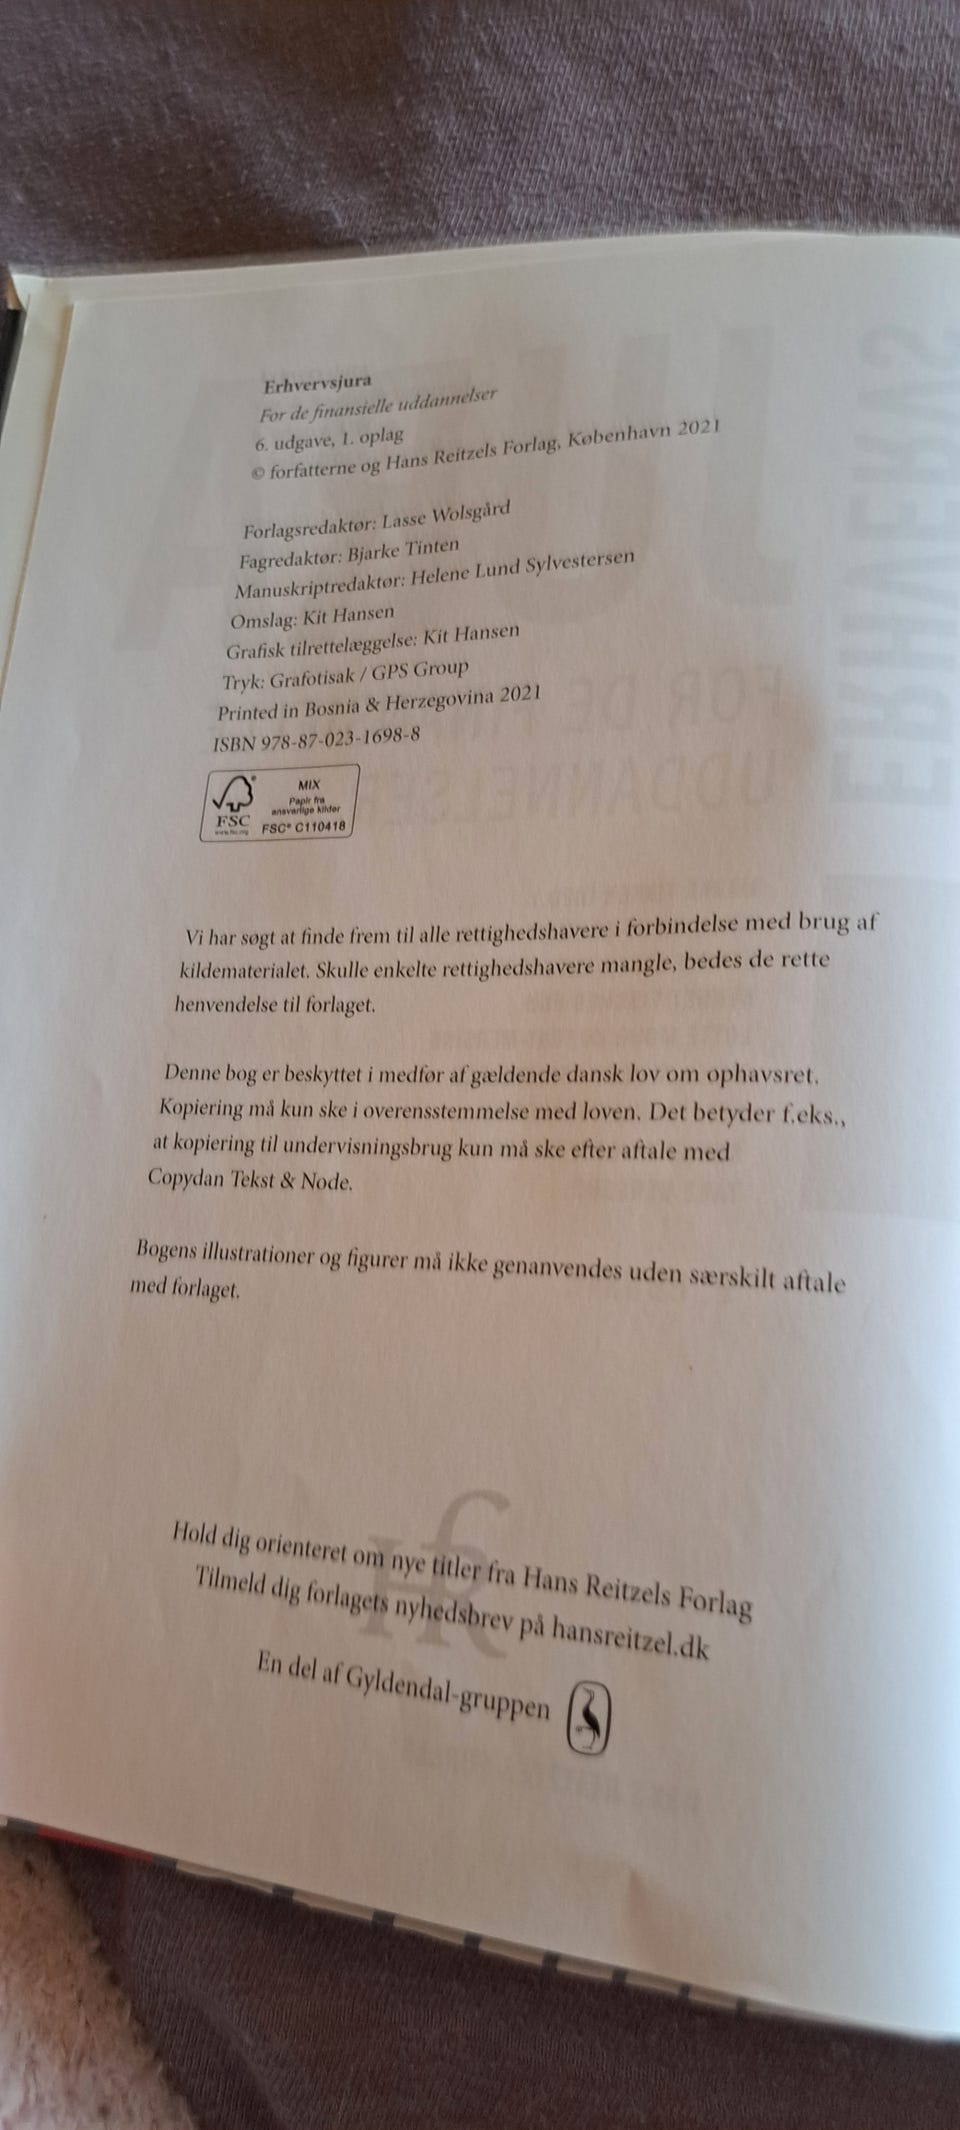 Erhvervsjura
For de finansielle uddannelser
6. udgave, 1. oplag
© forfatterne og Hans Reitzels Forlag, København 2021
Forlagsredaktør: Lasse Wolsgård
Fagredaktør: Bjarke Tinten
Manuskriptredaktør: Helene Lund Sylvestersen
Omslag: Kit Hansen
Grafisk tilrettelæggelse: Kit Hansen
Tryk: Grafotisak / GPS Group
Printed in Bosnia & Herzegovina 2021
ISBN 978-87-023-1698-8
MIX
Papir fra
ansvarlige kilder
FSC® C110418
FSC
www.fsc.org
Vi har søgt at finde frem til alle rettighedshavere i forbindelse med brug af
kildematerialet. Skulle enkelte rettighedshavere mangle, bedes de rette
henvendelse til forlaget.
Denne bog er beskyttet i medfør af gældende dansk lov om ophavsret.
Kopiering må kun ske i overensstemmelse med loven. Det betyder f.eks.,
at kopiering til undervisningsbrug kun må ske efter aftale med
Copydan Tekst & Node.
Bogens illustrationer og figurer må ikke genanvendes uden særskilt aftale
med forlaget.
Hold dig orienteret om nye titler fra Hans Reitzels Forlag
Tilmeld dig forlagets nyhedsbrev på hansreitzel.dk
En del af Gyldendal-gruppen